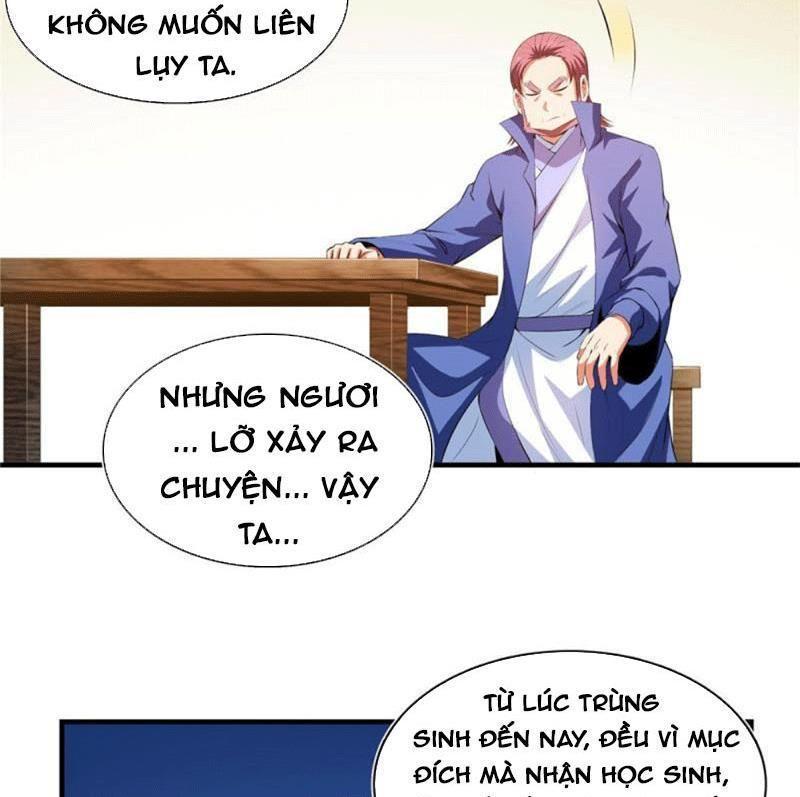 KHÔNG MUỐN LIÊN
LỤY TA.
NHƯNG NGƯƠI
... LỠ XẢY RA
CHUYỆN... VẬY
TA...
TỪ LÚC TRÙNG
SINH ĐẾN NAY, ĐỀU VÌ MỤC
ĐÍCH MÀ NHẬN HỌC SINH,